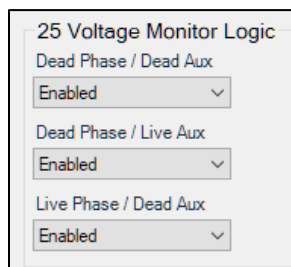 25 Voltage Monitor Logic
Dead Phase / Dead Aux
Enabled
Dead Phase / Live Aux
Enabled
Live Phase / Dead Aux
Enabled